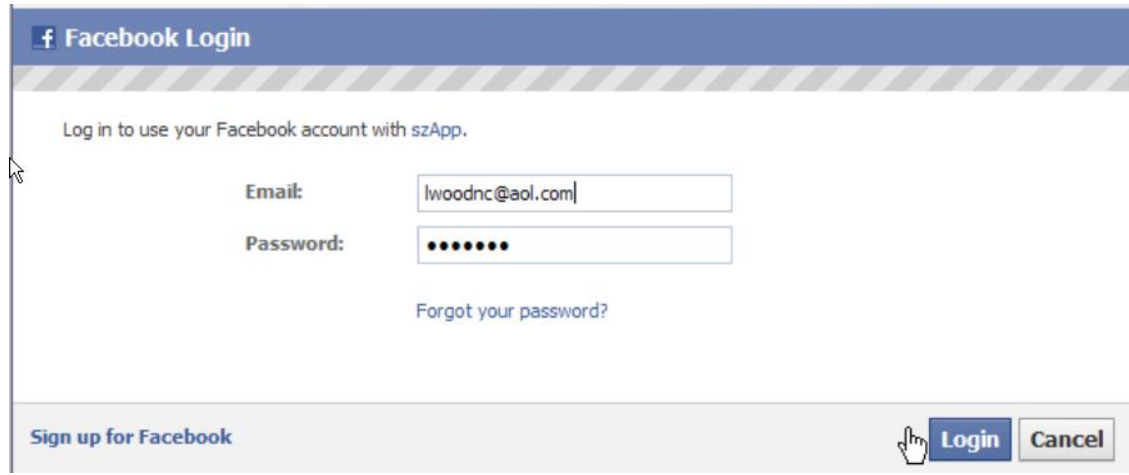 f Facebook Login
Log in to use your Facebook account with szApp.
Email: lwoodnc@aol.com
Password: •••••••
Forgot your password?
Sign up for Facebook Login Cancel